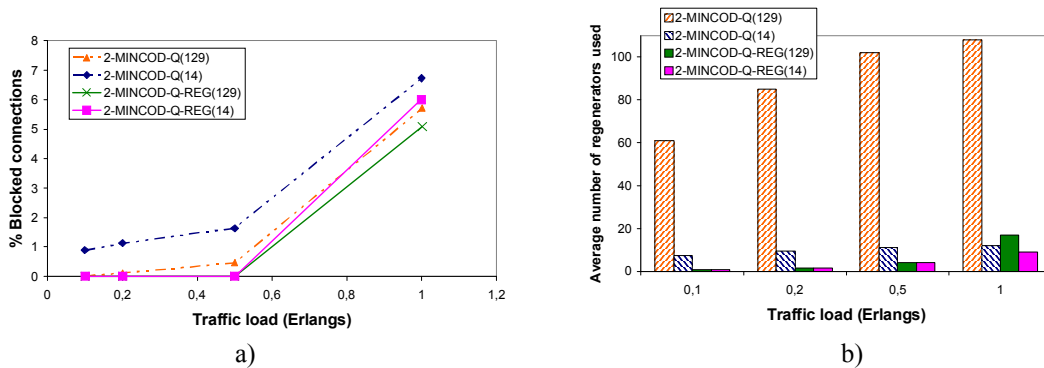 2-MINCOD-Q(129)
2-MINCOD-Q(14)
2-MINCOD-Q-REG(129)
2-MINCOD-Q-REG(14)
% Blocked connections
8
7
6
5
4
3
2
1
0
0 0,2 0,4 0,6 0,8 1 1,2
Traffic load (Erlangs)
a)
2-MINCOD-Q(129)
2-MINCOD-Q(14)
2-MINCOD-Q-REG(129)
2-MINCOD-Q-REG(14)
Average number of regenerators used
100
80
60
40
20
0
0,1 0,2 0,5 1
Traffic load (Erlangs)
b)